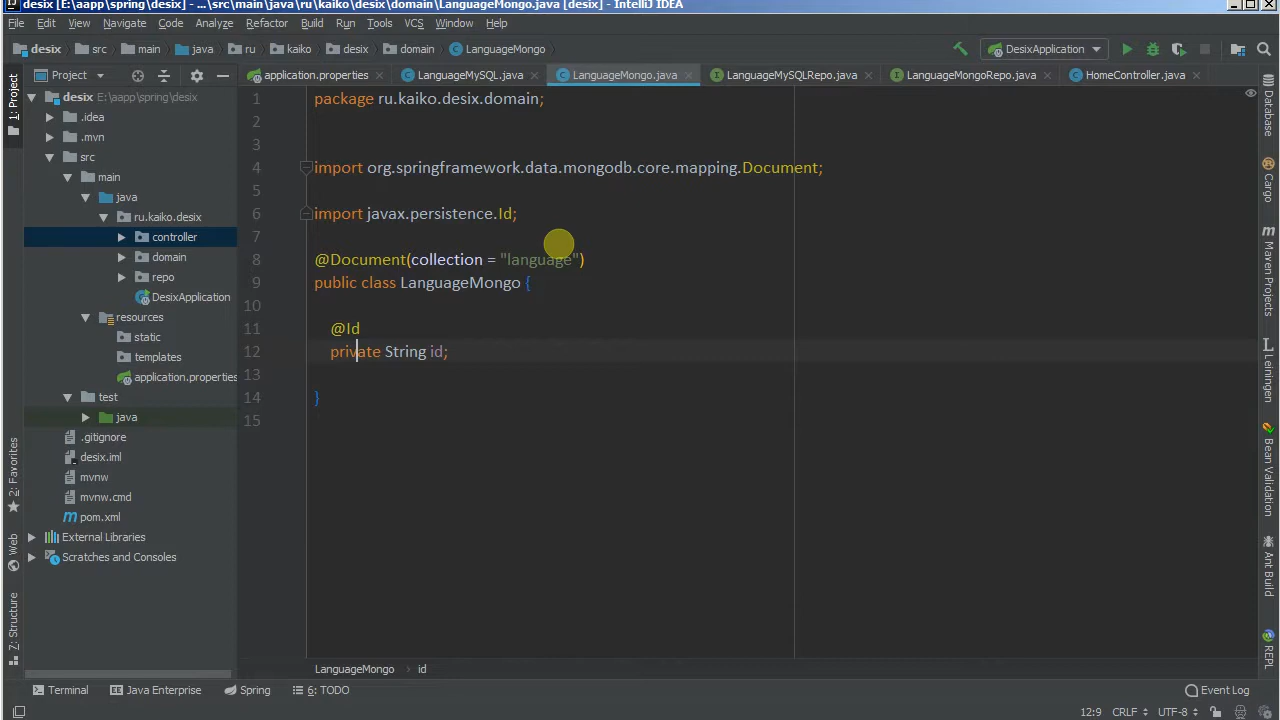 desix [E:\aapp\spring\desix] - ...\src\main\java\ru\kaiko\desix\domain\LanguageMongo.java [desix] - IntelliJ IDEA
File Edit View Navigate Code Analyze Refactor Build Run Tools VCS Window Help
desix src main java ru kaiko desix domain LanguageMongo DesixApplication
Project application.properties LanguageMySQL.java LanguageMongo.java LanguageMySQLRepo.java LanguageMongoRepo.java HomeController.java
1: Project
2: Favorites
Web
7: Structure
desix E:\aapp\spring\desix
.idea
.mvn
src
main
java
ru.kaiko.desix
controller
domain
repo
DesixApplication
resources
static
templates
application.properties
test
java
.gitignore
desix.iml
mvnw
mvnw.cmd
pom.xml
External Libraries
Scratches and Consoles
1 package ru.kaiko.desix.domain;
2
3
4 import org.springframework.data.mongodb.core.mapping.Document;
5
6 import javax.persistence.Id;
7
8 @Document(collection = "language")
9 public class LanguageMongo {
10
11 @Id
12 private String id;
13
14 }
15
Database
Cargo
m Maven Projects
L Leiningen
Bean Validation
Ant Build
REPL
LanguageMongo › id
Terminal Java Enterprise Spring 6: TODO Event Log
12:9 CRLF UTF-8